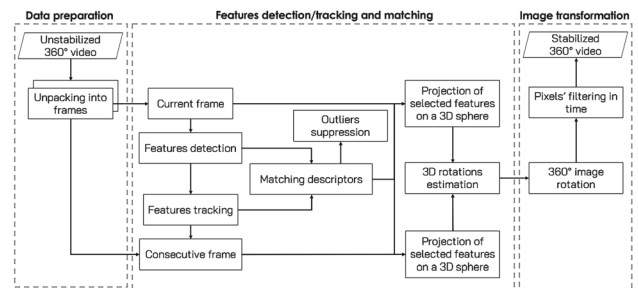 Data preparation
Features detection/tracking and matching
Image transformation
Unstabilized
360° video
Unpacking into
frames
Current frame
Features detection
Features tracking
Consecutive frame
Outliers
suppression
Matching descriptors
Projection of
selected features
on a 3D sphere
3D rotations
estimation
Projection of
selected features
on a 3D sphere
Stabilized
360° video
Pixels' filtering in
time
360° image
rotation